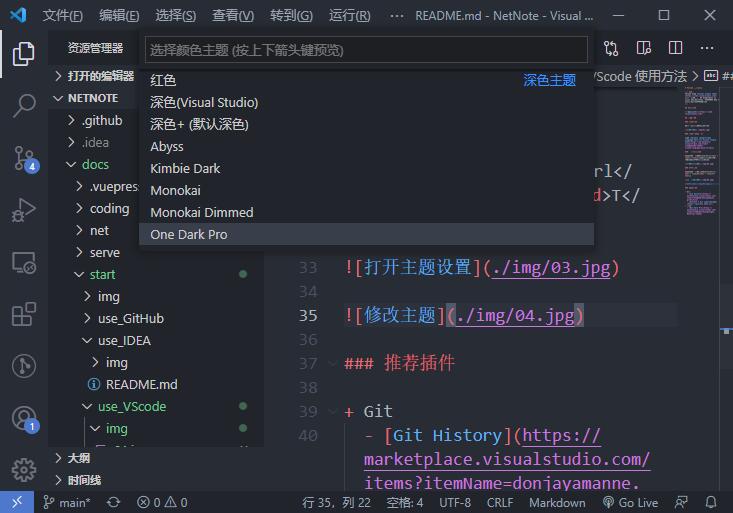 文件(F) 编辑(E) 选择(S) 查看(V) 转到(G) 运行(R) ··· README.md - NetNote - Visual ...
资源管理器
选择颜色主题 (按上下箭头键预览)
红色 深色主题
深色(Visual Studio)
深色+ (默认深色)
Abyss
Kimbie Dark
Monokai
Monokai Dimmed
One Dark Pro
打开的编辑器
NETNOTE
.github
.idea
docs
.vuepress
coding
net
serve
start
img
use_GitHub
use_IDEA
img
README.md
use_VScode
img
大纲
时间线
4
1
VScode 使用方法 > ##
rl</
d>T</
33 ![打开主题设置](./img/03.jpg)
34
35 ![修改主题](./img/04.jpg)
36
37 ### 推荐插件
38
39 + Git
40 - [Git History](https://
marketplace.visualstudio.com/
items?itemName=donjayamanne.
main* 0 0 行 35，列 22 空格: 4 UTF-8 CRLF Markdown Go Live